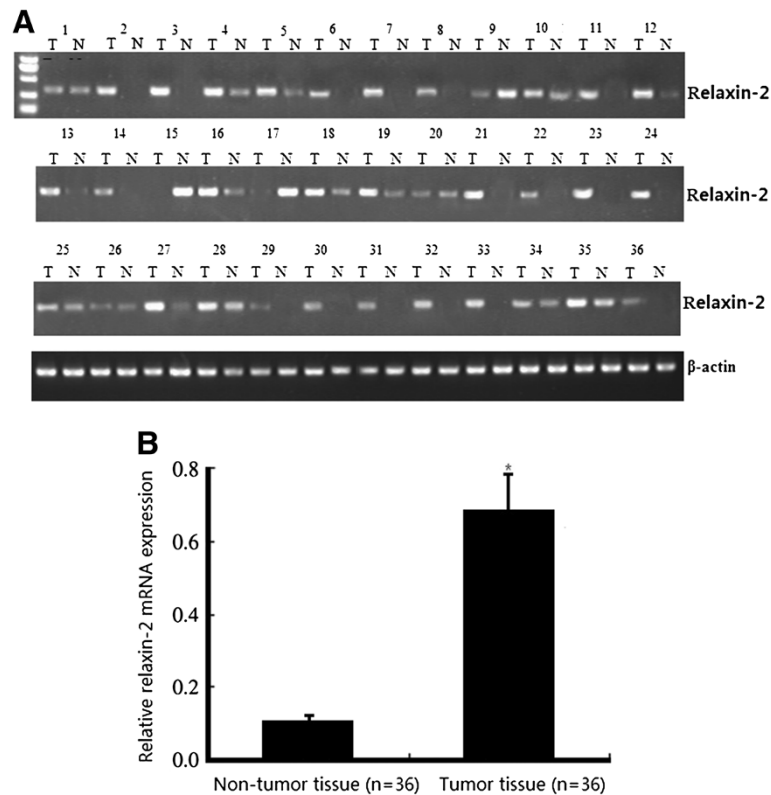 A
1 2 3 4 5 6 7 8 9 10 11 12
T N T N T N T N T N T N T N T N T N T N T N T N
Relaxin-2
13 14 15 16 17 18 19 20 21 22 23 24
T N T N T N T N T N T N T N T N T N T N T N T N
Relaxin-2
25 26 27 28 29 30 31 32 33 34 35 36
T N T N T N T N T N T N T N T N T N T N T N T N
Relaxin-2
β-actin
B
Relative relaxin-2 mRNA expression
0.8
0.6
0.4
0.2
0.0
*
Non-tumor tissue (n=36) Tumor tissue (n=36)